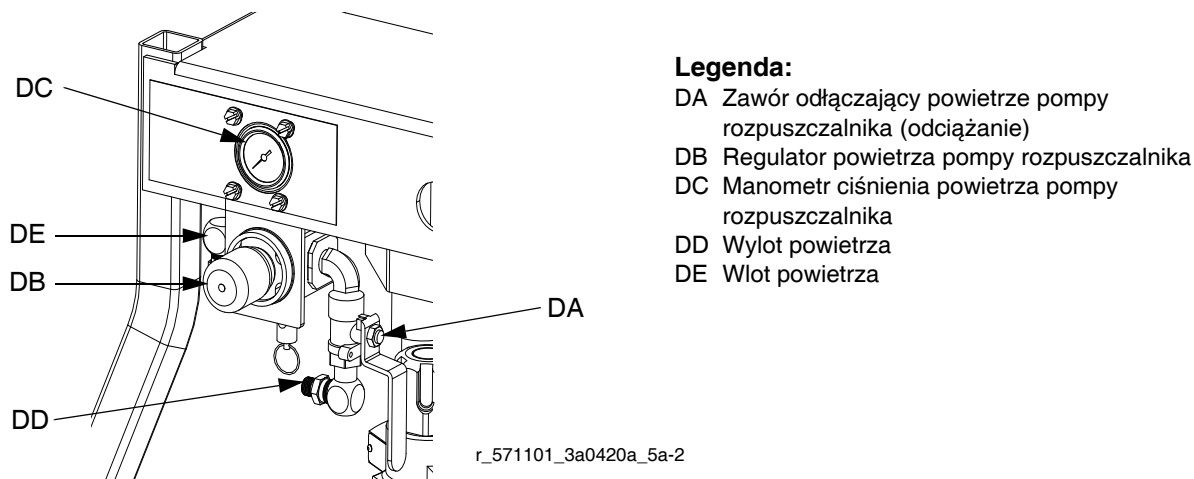 DC
DE
DB
DA
DD
Legenda:
DA Zawór odłączający powietrze pompy
rozpuszczalnika (odciążanie)
DB Regulator powietrza pompy rozpuszczalnika
DC Manometr ciśnienia powietrza pompy
rozpuszczalnika
DD Wylot powietrza
DE Wlot powietrza
r_571101_3a0420a_5a-2